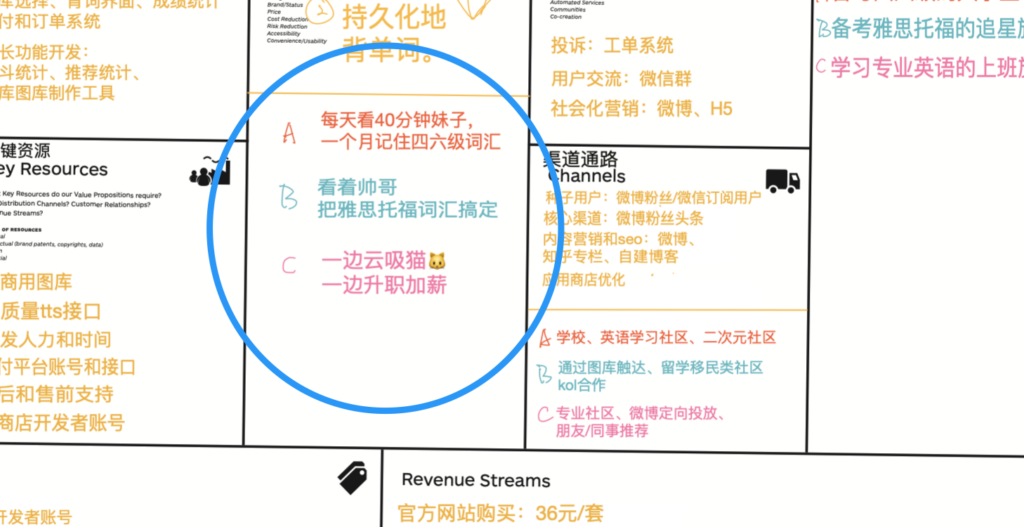 库选择、背词界面、成绩统计
付和订单系统
长功能开发：
斗统计、推荐统计、
库图库制作工具
Brand/Status
Price
Cost Reduction
Risk Reduction
Accessibility
Convenience/Usability
持久化地
背单词。
Automated Services
Communities
Co-creation
投诉：工单系统
用户交流：微信群
社会化营销：微博、H5
B备考雅思托福的追星族
C 学习专业英语的上班族
键资源
ey Resources
Key Resources do our Value Propositions require?
istribution Channels? Customer Relationships?
nue Streams?
OF RESOURCES
al
ctual (brand patents, copyrights, data)
商用图库
质量tts接口
发人力和时间
付平台账号和接口
后和售前支持
商店开发者账号
A
每天看40分钟妹子，
一个月记住四六级词汇
B
看着帅哥
把雅思托福词汇搞定
C
一边云吸猫🐱
一边升职加薪
渠道通路
Channels
种子用户：微博粉丝/微信订阅用户
核心渠道：微博粉丝头条
内容营销和seo：微博、
知乎专栏、自建博客
应用商店优化
A 学校、英语学习社区、二次元社区
B 通过图库触达、留学移民类社区
kol合作
C 专业社区、微博定向投放、
朋友/同事推荐
开发者账号
Revenue Streams
官方网站购买：36元/套